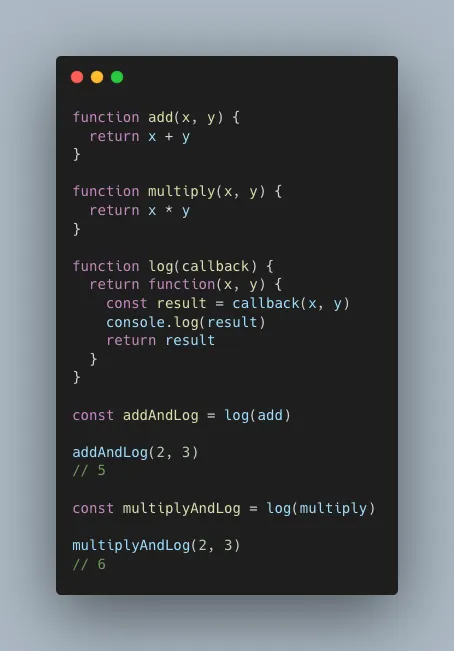 function add(x, y) {
  return x + y
}

function multiply(x, y) {
  return x * y
}

function log(callback) {
  return function(x, y) {
    const result = callback(x, y)
    console.log(result)
    return result
  }
}

const addAndLog = log(add)

addAndLog(2, 3)
// 5

const multiplyAndLog = log(multiply)

multiplyAndLog(2, 3)
// 6